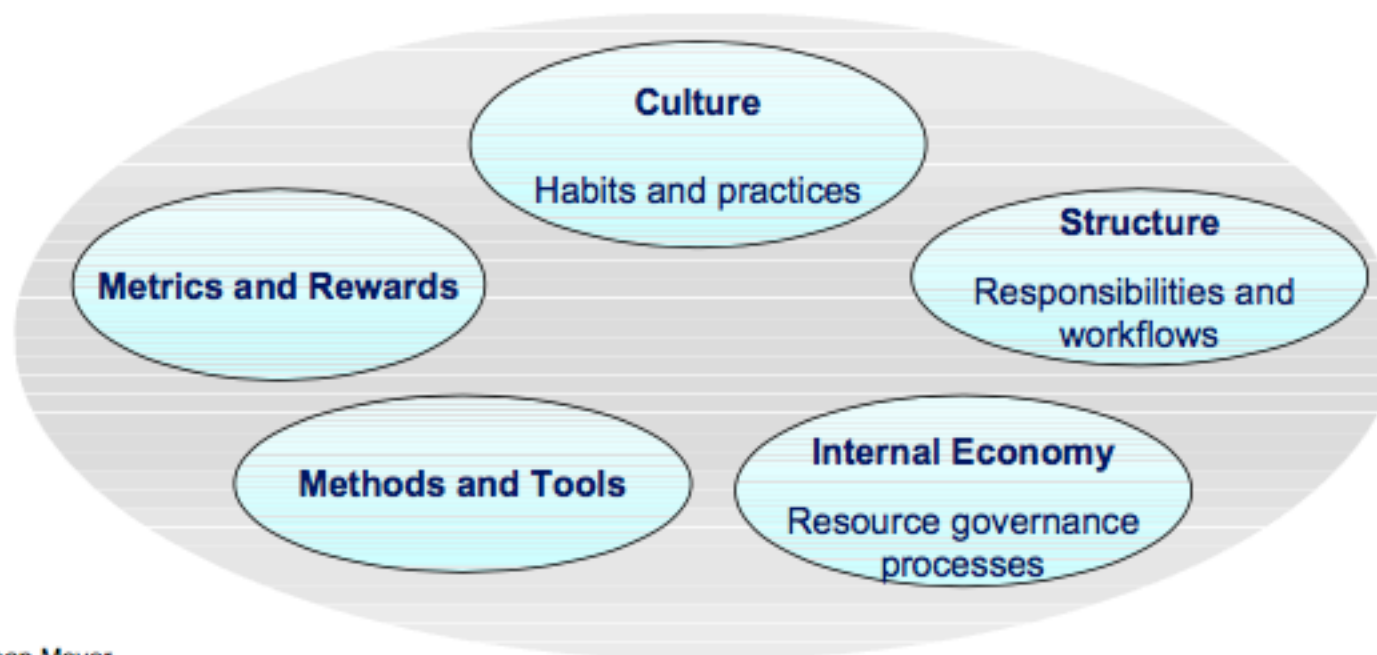 Culture
Habits and practices
Structure
Responsibilities and
workflows
Metrics and Rewards
Internal Economy
Resource governance
processes
Methods and Tools